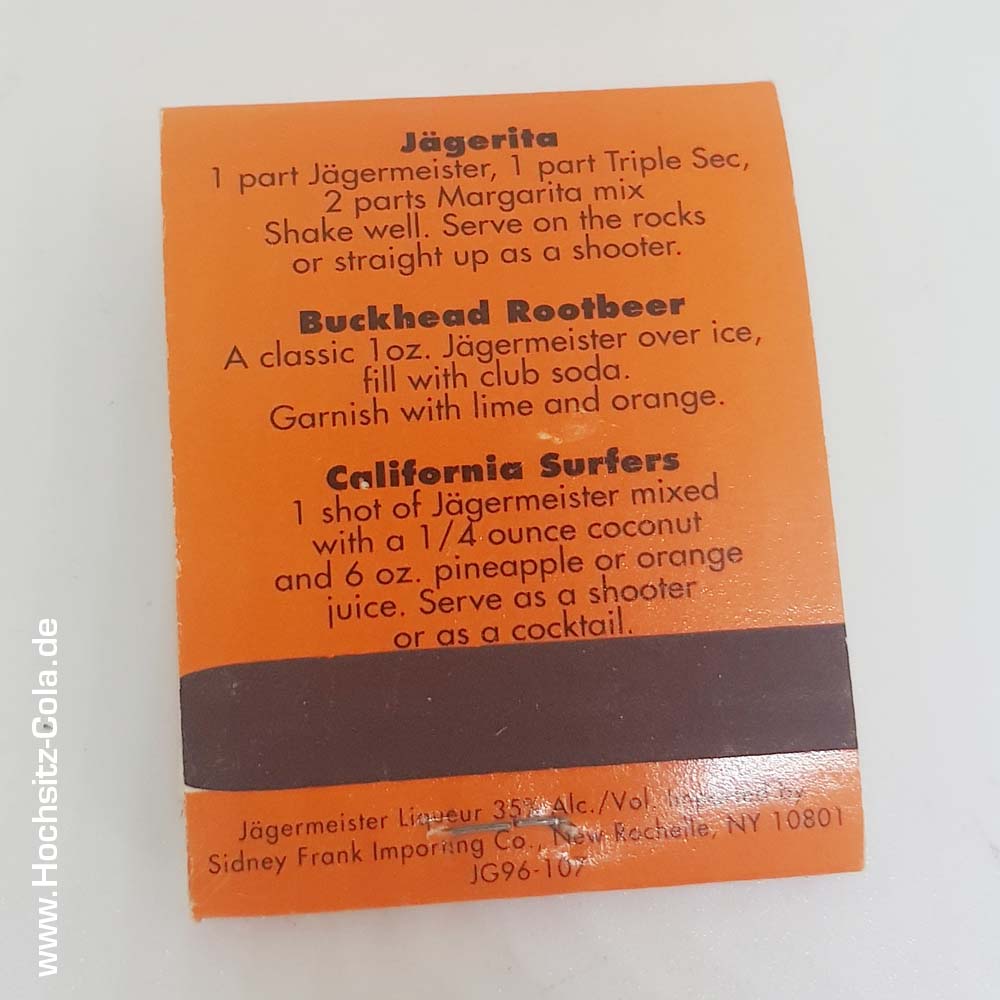 Jägerita
1 part Jägermeister, 1 part Triple Sec,
2 parts Margarita mix
Shake well. Serve on the rocks
or straight up as a shooter.
Buckhead Rootbeer
A classic 1oz. Jägermeister over ice,
fill with club soda.
Garnish with lime and orange.
California Surfers
1 shot of Jägermeister mixed
with a 1/4 ounce coconut
and 6 oz. pineapple or orange
juice. Serve as a shooter
or as a cocktail.
Jägermeister Liqueur 35% Alc./Vol. Imported by
Sidney Frank Importing Co., New Rochelle, NY 10801
JG96-107
www.Hochsitz-Cola.de